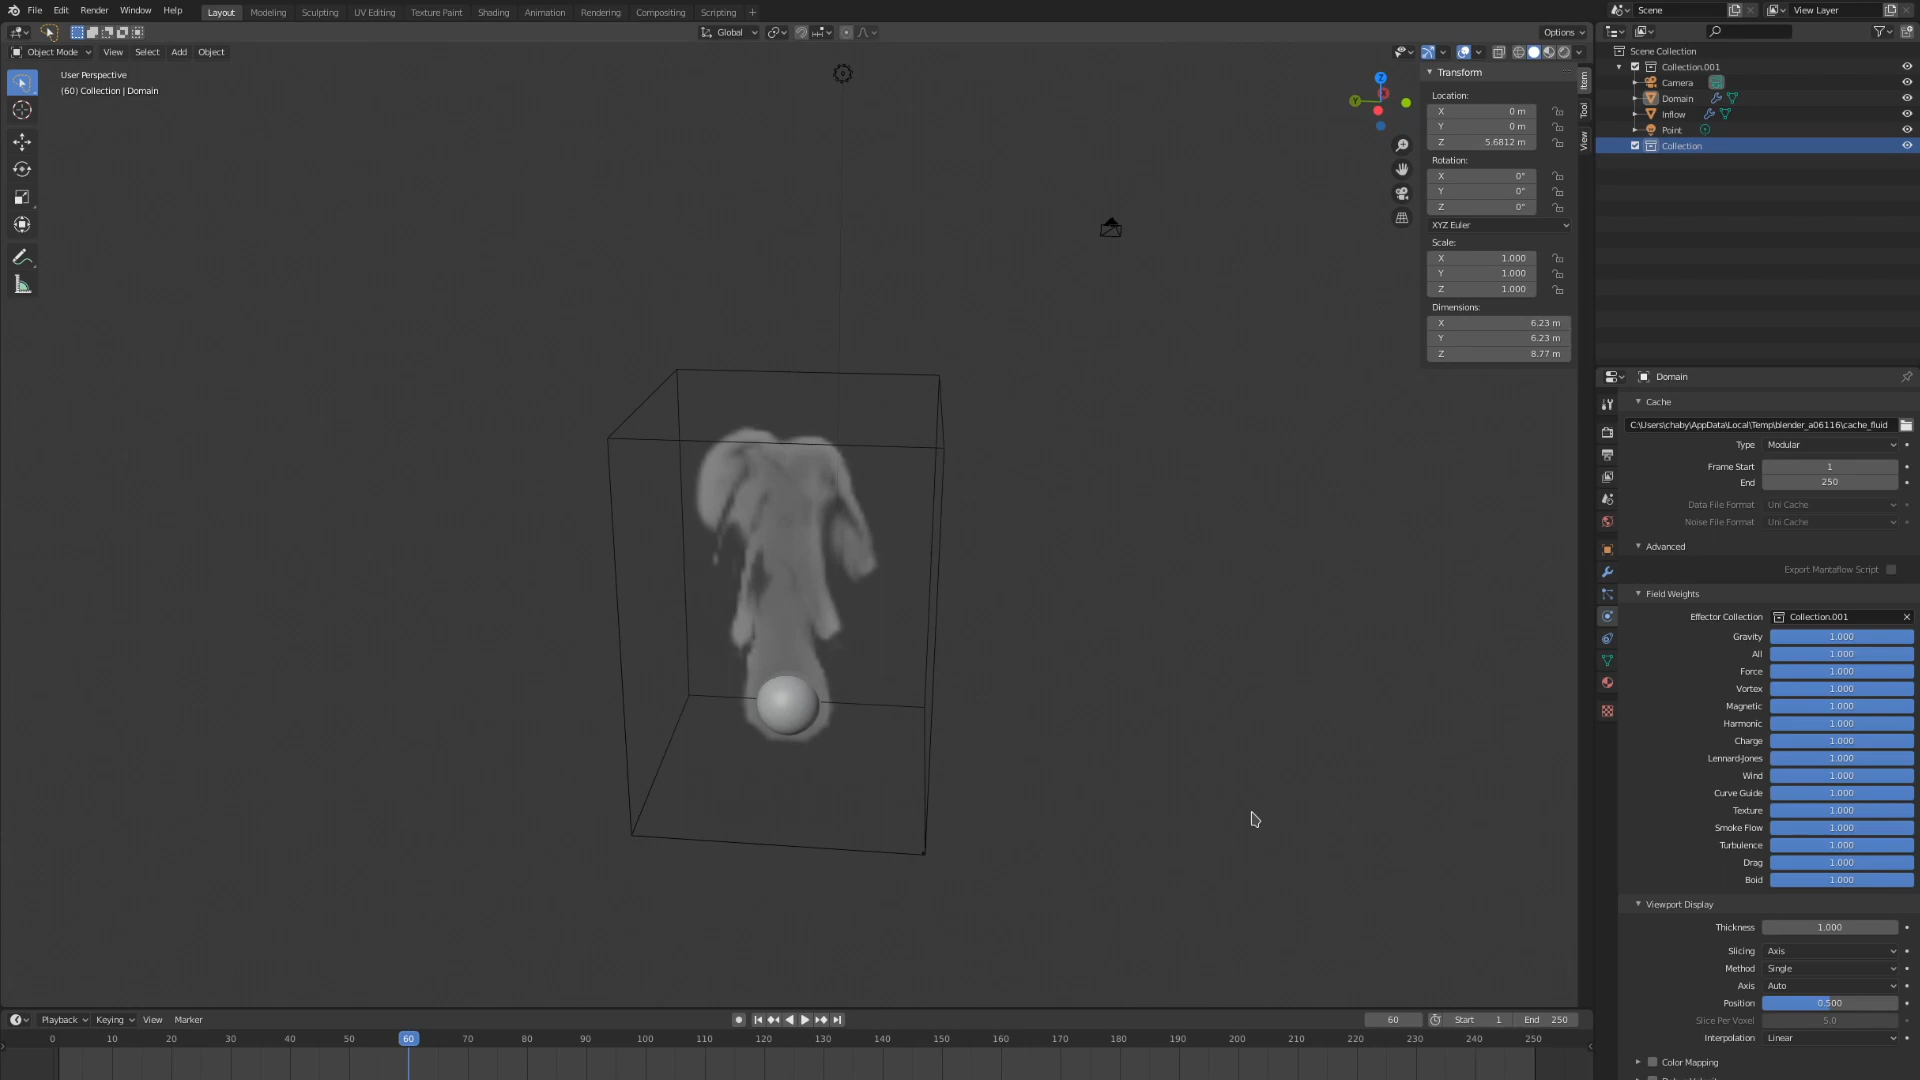 File Edit Render Window Help
Layout Modeling Sculpting UV Editing Texture Paint Shading Animation Rendering Compositing Scripting +
Scene
View Layer
Global
Options
Object Mode View Select Add Object
User Perspective
(60) Collection | Domain
Z
Y
Transform
Location:
X 0 m
Y 0 m
Z 5.6812 m
Rotation:
X 0°
Y 0°
Z 0°
XYZ Euler
Scale:
X 1.000
Y 1.000
Z 1.000
Dimensions:
X 6.23 m
Y 6.23 m
Z 8.77 m
Item
Tool
View
Scene Collection
Collection.001
Camera
Domain
Inflow
Point
Collection
Domain
Cache
C:\Users\chaby\AppData\Local\Temp\blender_a06116\cache_fluid
Type Modular
Frame Start 1
End 250
Data File Format Uni Cache
Noise File Format Uni Cache
Advanced
Export Mantaflow Script
Field Weights
Effector Collection Collection.001
Gravity 1.000
All 1.000
Force 1.000
Vortex 1.000
Magnetic 1.000
Harmonic 1.000
Charge 1.000
Lennard-Jones 1.000
Wind 1.000
Curve Guide 1.000
Texture 1.000
Smoke Flow 1.000
Turbulence 1.000
Drag 1.000
Boid 1.000
Viewport Display
Thickness 1.000
Slicing Axis
Method Single
Axis Auto
Position 0.500
Slice Per Voxel 5.0
Interpolation Linear
Color Mapping
Playback Keying View Marker
60 Start 1 End 250
0 10 20 30 40 50 60 70 80 90 100 110 120 130 140 150 160 170 180 190 200 210 220 230 240 250